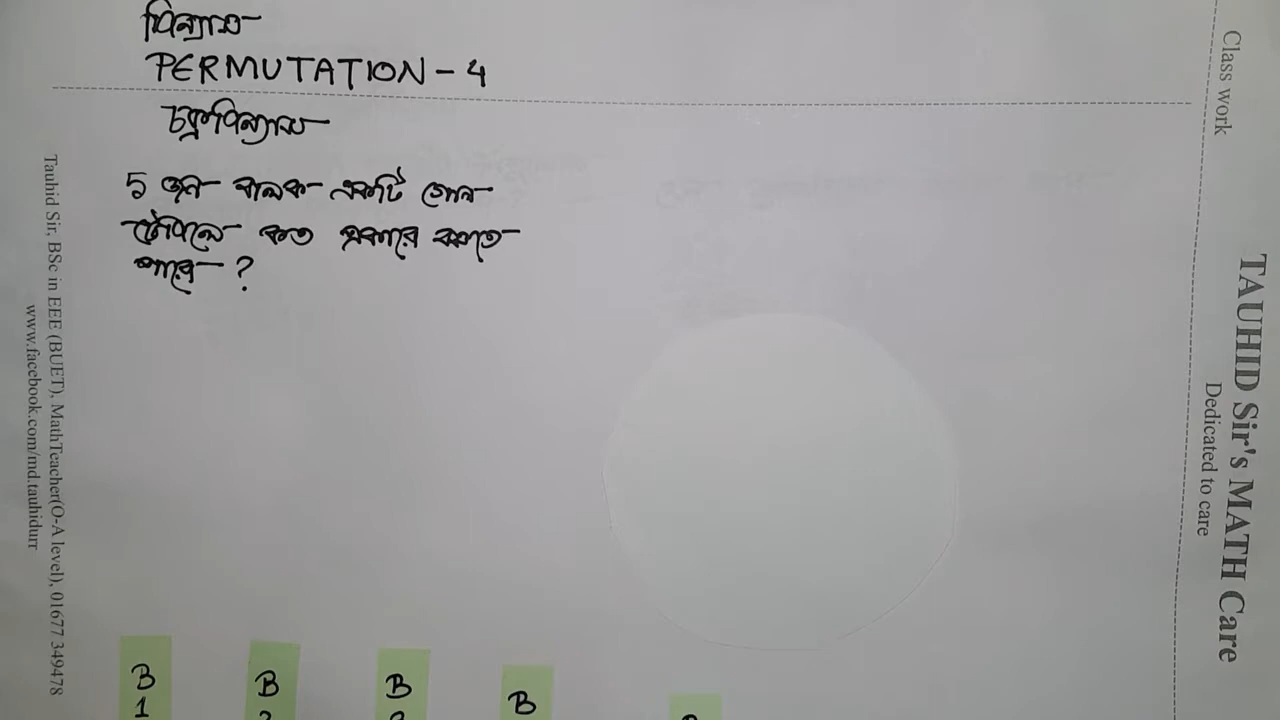 বিন্যাস
PERMUTATION - 4
চক্রবিন্যাস
5 জন বালক একটি গোল
টেবিলে কত প্রকারে বসতে
পারে ?
Class work
TAUHID Sir's MATH Care
Dedicated to care
Tauhid Sir, BSc in EEE (BUET), MathTeacher(O-A level), 01677 349478
www.facebook.com/md.tauhidurr
B
1
B
B
B